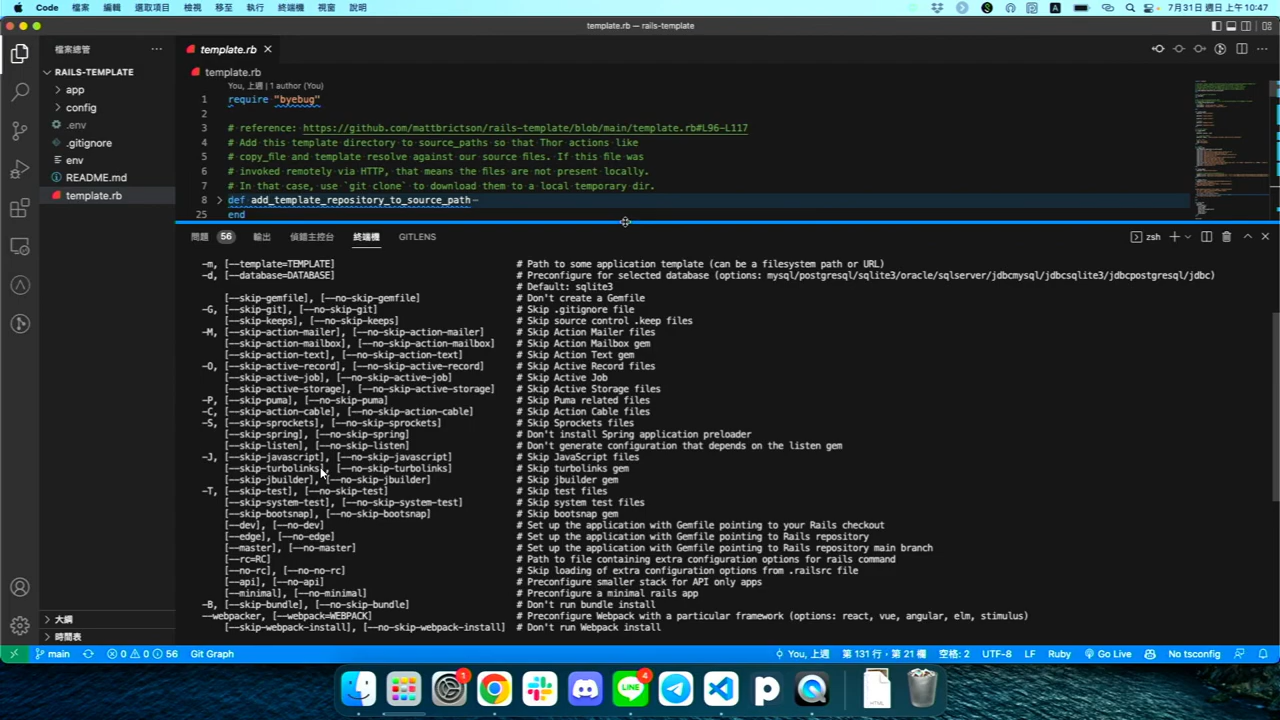 Code 檔案 編輯 選取項目 檢視 移至 執行 終端機 視窗 說明 7月31日 週日 上午10:47
template.rb — rails-template
檔案總管
template.rb
RAILS-TEMPLATE
app
config
.env
.gitignore
env
README.md
template.rb
template.rb
You, 上週 | 1 author (You)
1 require "byebug"
2
3 # reference: https://github.com/mattbrictson/rails-template/blob/main/template.rb#L96-L117
4 # Add this template directory to source_paths so that Thor actions like
5 # copy_file and template resolve against our source files. If this file was
6 # invoked remotely via HTTP, that means the files are not present locally.
7 # In that case, use `git clone` to download them to a local temporary dir.
8 def add_template_repository_to_source_path
25 end
問題 56 輸出 偵錯主控台 終端機 GITLENS zsh
-m, [--template=TEMPLATE] # Path to some application template (can be a filesystem path or URL)
-d, [--database=DATABASE] # Preconfigure for selected database (options: mysql/postgresql/sqlite3/oracle/sqlserver/jdbcmysql/jdbcsqlite3/jdbcpostgresql/jdbc)
# Default: sqlite3
[--skip-gemfile], [--no-skip-gemfile] # Don't create a Gemfile
-G, [--skip-git], [--no-skip-git] # Skip .gitignore file
[--skip-keeps], [--no-skip-keeps] # Skip source control .keep files
-M, [--skip-action-mailer], [--no-skip-action-mailer] # Skip Action Mailer files
[--skip-action-mailbox], [--no-skip-action-mailbox] # Skip Action Mailbox gem
[--skip-action-text], [--no-skip-action-text] # Skip Action Text gem
-O, [--skip-active-record], [--no-skip-active-record] # Skip Active Record files
[--skip-active-job], [--no-skip-active-job] # Skip Active Job
[--skip-active-storage], [--no-skip-active-storage] # Skip Active Storage files
-P, [--skip-puma], [--no-skip-puma] # Skip Puma related files
-C, [--skip-action-cable], [--no-skip-action-cable] # Skip Action Cable files
-S, [--skip-sprockets], [--no-skip-sprockets] # Skip Sprockets files
[--skip-spring], [--no-skip-spring] # Don't install Spring application preloader
[--skip-listen], [--no-skip-listen] # Don't generate configuration that depends on the listen gem
-J, [--skip-javascript], [--no-skip-javascript] # Skip JavaScript files
[--skip-turbolinks], [--no-skip-turbolinks] # Skip turbolinks gem
[--skip-jbuilder], [--no-skip-jbuilder] # Skip jbuilder gem
-T, [--skip-test], [--no-skip-test] # Skip test files
[--skip-system-test], [--no-skip-system-test] # Skip system test files
[--skip-bootsnap], [--no-skip-bootsnap] # Skip bootsnap gem
[--dev], [--no-dev] # Set up the application with Gemfile pointing to your Rails checkout
[--edge], [--no-edge] # Set up the application with Gemfile pointing to Rails repository
[--master], [--no-master] # Set up the application with Gemfile pointing to Rails repository main branch
[--rc=RC] # Path to file containing extra configuration options for rails command
[--no-rc], [--no-no-rc] # Skip loading of extra configuration options from .railsrc file
[--api], [--no-api] # Preconfigure smaller stack for API only apps
[--minimal], [--no-minimal] # Preconfigure a minimal rails app
-B, [--skip-bundle], [--no-skip-bundle] # Don't run bundle install
--webpacker, [--webpack=WEBPACK] # Preconfigure Webpack with a particular framework (options: react, vue, angular, elm, stimulus)
[--skip-webpack-install], [--no-skip-webpack-install] # Don't run Webpack install
大綱
時間表
main 0 0 56 Git Graph You, 上週 第 131 行，第 21 欄 空格: 2 UTF-8 LF Ruby Go Live No tsconfig
1 LINE 4 HTML